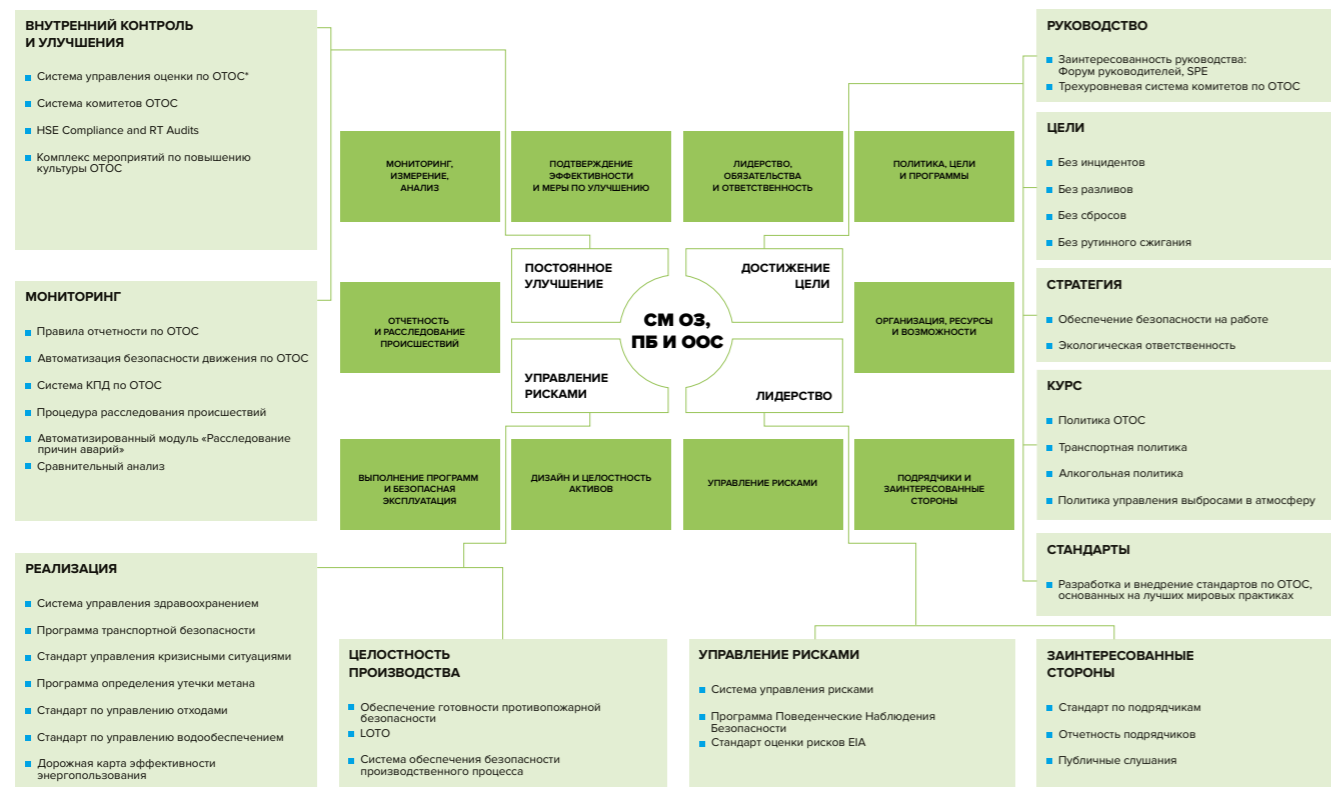 ВНУТРЕННИЙ КОНТРОЛЬ
И УЛУЧШЕНИЯ
Система управления оценки по ОТОС*
Система комитетов ОТОС
HSE Compliance and RT Audits
Комплекс мероприятий по повышению
культуры ОТОС
МОНИТОРИНГ
Правила отчетности по ОТОС
Автоматизация безопасности движения по ОТОС
Система КПД по ОТОС
Процедура расследования происшествий
Автоматизированный модуль «Расследование
причин аварий»
Сравнительный анализ
РЕАЛИЗАЦИЯ
Система управления здравоохранением
Программа транспортной безопасности
Стандарт управления кризисными ситуациями
Программа определения утечки метана
Стандарт по управлению отходами
Стандарт по управлению водообеспечением
Дорожная карта эффективности
энергопользования
МОНИТОРИНГ,
ИЗМЕРЕНИЕ,
АНАЛИЗ
ПОДТВЕРЖДЕНИЕ
ЭФФЕКТИВНОСТИ
И МЕРЫ ПО УЛУЧШЕНИЮ
ЛИДЕРСТВО,
ОБЯЗАТЕЛЬСТВА
И ОТВЕТСТВЕННОСТЬ
ПОЛИТИКА, ЦЕЛИ
И ПРОГРАММЫ
ОТЧЕТНОСТЬ
И РАССЛЕДОВАНИЕ
ПРОИСШЕСТВИЙ
ПОСТОЯННОЕ
УЛУЧШЕНИЕ
ДОСТИЖЕНИЕ
ЦЕЛИ
СМ ОЗ,
ПБ И ООС
УПРАВЛЕНИЕ
РИСКАМИ
ЛИДЕРСТВО
ОРГАНИЗАЦИЯ, РЕСУРСЫ
И ВОЗМОЖНОСТИ
ВЫПОЛНЕНИЕ ПРОГРАММ
И БЕЗОПАСНАЯ
ЭКСПЛУАТАЦИЯ
ДИЗАЙН И ЦЕЛОСТНОСТЬ
АКТИВОВ
УПРАВЛЕНИЕ РИСКАМИ
ПОДРЯДЧИКИ И
ЗАИНТЕРЕСОВАННЫЕ
СТОРОНЫ
ЦЕЛОСТНОСТЬ
ПРОИЗВОДСТВА
Обеспечение готовности противопожарной
безопасности
LOTO
Система обеспечения безопасности
производственного процесса
УПРАВЛЕНИЕ РИСКАМИ
Система управления рисками
Программа Поведенческие Наблюдения
Безопасности
Стандарт оценки рисков EIA
РУКОВОДСТВО
Заинтересованность руководства:
Форум руководителей, SPE
Трехуровневая система комитетов по ОТОС
ЦЕЛИ
Без инцидентов
Без разливов
Без сбросов
Без рутинного сжигания
СТРАТЕГИЯ
Обеспечение безопасности на работе
Экологическая ответственность
КУРС
Политика ОТОС
Транспортная политика
Алкогольная политика
Политика управления выбросами в атмосферу
СТАНДАРТЫ
Разработка и внедрение стандартов по ОТОС,
основанных на лучших мировых практиках
ЗАИНТЕРЕСОВАННЫЕ
СТОРОНЫ
Стандарт по подрядчикам
Отчетность подрядчиков
Публичные слушания